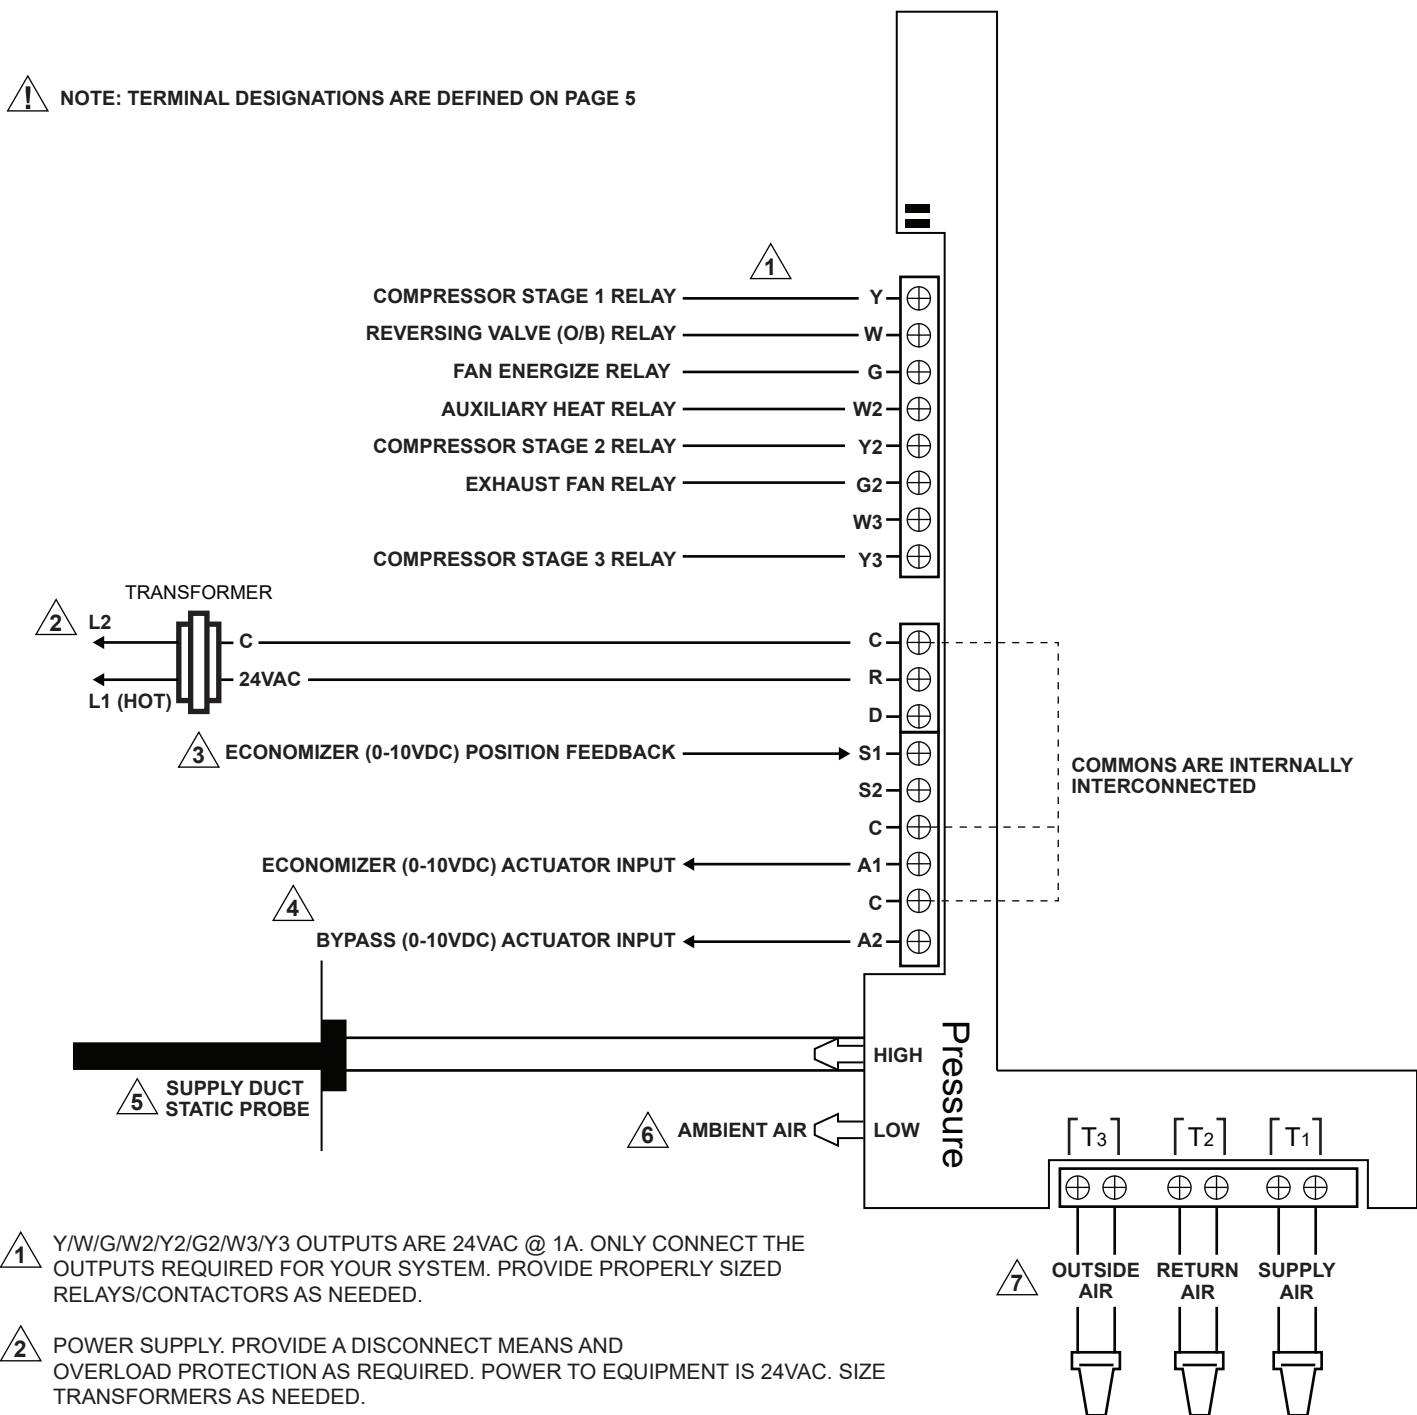 ! NOTE: TERMINAL DESIGNATIONS ARE DEFINED ON PAGE 5
1
COMPRESSOR STAGE 1 RELAY Y
REVERSING VALVE (O/B) RELAY W
FAN ENERGIZE RELAY G
AUXILIARY HEAT RELAY W2
COMPRESSOR STAGE 2 RELAY Y2
EXHAUST FAN RELAY G2
W3
COMPRESSOR STAGE 3 RELAY Y3
TRANSFORMER
2 L2 C C
L1 (HOT) 24VAC R
D
3 ECONOMIZER (0-10VDC) POSITION FEEDBACK S1
S2
COMMONS ARE INTERNALLY
INTERCONNECTED
C
ECONOMIZER (0-10VDC) ACTUATOR INPUT A1
4
C
BYPASS (0-10VDC) ACTUATOR INPUT A2
Pressure
HIGH
5 SUPPLY DUCT
STATIC PROBE
6 AMBIENT AIR LOW
T3 T2 T1
7
OUTSIDE
AIR
RETURN
AIR
SUPPLY
AIR
1 Y/W/G/W2/Y2/G2/W3/Y3 OUTPUTS ARE 24VAC @ 1A. ONLY CONNECT THE
OUTPUTS REQUIRED FOR YOUR SYSTEM. PROVIDE PROPERLY SIZED
RELAYS/CONTACTORS AS NEEDED.
2 POWER SUPPLY. PROVIDE A DISCONNECT MEANS AND
OVERLOAD PROTECTION AS REQUIRED. POWER TO EQUIPMENT IS 24VAC. SIZE
TRANSFORMERS AS NEEDED.